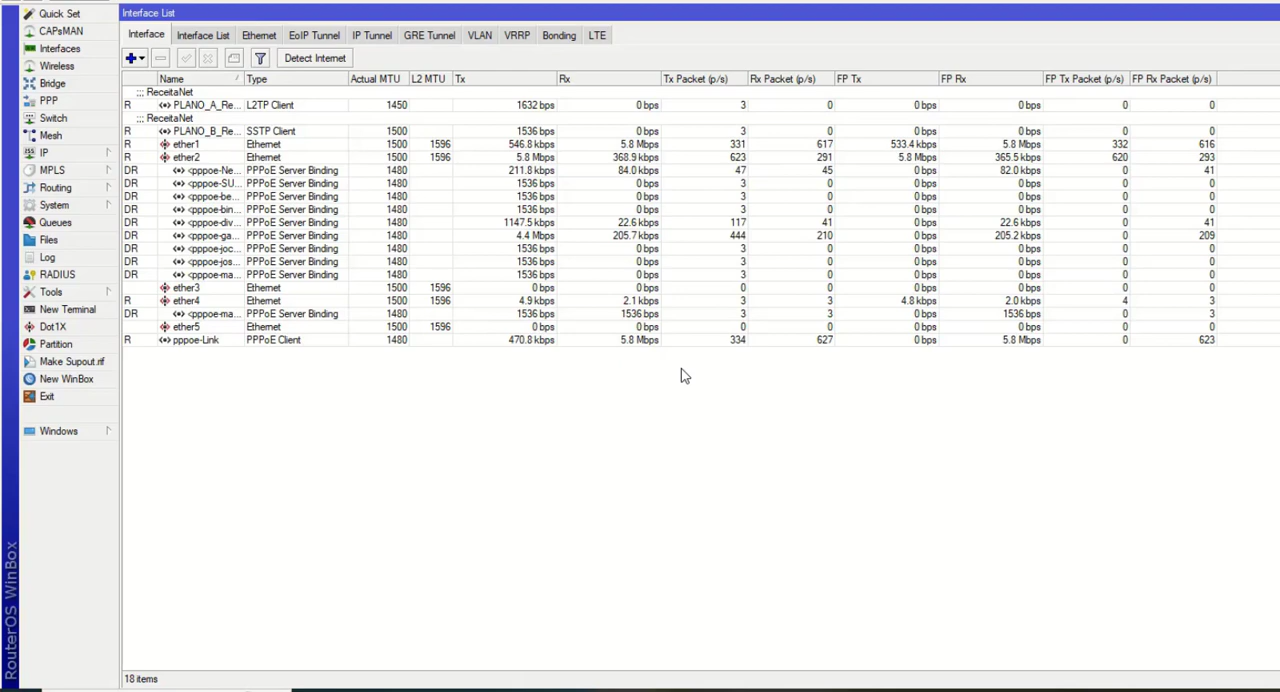 Interface List
Quick Set
CAPsMAN
Interfaces
Wireless
Bridge
PPP
Switch
Mesh
IP
MPLS
Routing
System
Queues
Files
Log
RADIUS
Tools
New Terminal
Dot1X
Partition
Make Supout.rif
New WinBox
Exit
Windows
RouterOS WinBox
Interface Interface List Ethernet EoIP Tunnel IP Tunnel GRE Tunnel VLAN VRRP Bonding LTE
Detect Internet
Name / Type Actual MTU L2 MTU Tx Rx Tx Packet (p/s) Rx Packet (p/s) FP Tx FP Rx FP Tx Packet (p/s) FP Rx Packet (p/s)
;;; ReceitaNet
R PLANO_A_Re... L2TP Client 1450 1632 bps 0 bps 3 0 0 bps 0 bps 0 0
;;; ReceitaNet
R PLANO_B_Re... SSTP Client 1500 1536 bps 0 bps 3 0 0 bps 0 bps 0 0
R ether1 Ethernet 1500 1596 546.8 kbps 5.8 Mbps 331 617 533.4 kbps 5.8 Mbps 332 616
R ether2 Ethernet 1500 1596 5.8 Mbps 368.9 kbps 623 291 5.8 Mbps 365.5 kbps 620 293
DR <pppoe-Ne... PPPoE Server Binding 1480 211.8 kbps 84.0 kbps 47 45 0 bps 82.0 kbps 0 41
DR <pppoe-SU... PPPoE Server Binding 1480 1536 bps 0 bps 3 0 0 bps 0 bps 0 0
DR <pppoe-be... PPPoE Server Binding 1480 1536 bps 0 bps 3 0 0 bps 0 bps 0 0
DR <pppoe-bin... PPPoE Server Binding 1480 1536 bps 0 bps 3 0 0 bps 0 bps 0 0
DR <pppoe-div... PPPoE Server Binding 1480 1147.5 kbps 22.6 kbps 117 41 0 bps 22.6 kbps 0 41
DR <pppoe-ga... PPPoE Server Binding 1480 4.4 Mbps 205.7 kbps 444 210 0 bps 205.2 kbps 0 209
DR <pppoe-joc... PPPoE Server Binding 1480 1536 bps 0 bps 3 0 0 bps 0 bps 0 0
DR <pppoe-jos... PPPoE Server Binding 1480 1536 bps 0 bps 3 0 0 bps 0 bps 0 0
DR <pppoe-ma... PPPoE Server Binding 1480 1536 bps 0 bps 3 0 0 bps 0 bps 0 0
ether3 Ethernet 1500 1596 0 bps 0 bps 0 0 0 bps 0 bps 0 0
R ether4 Ethernet 1500 1596 4.9 kbps 2.1 kbps 3 3 4.8 kbps 2.0 kbps 4 3
DR <pppoe-ma... PPPoE Server Binding 1480 1536 bps 1536 bps 3 3 0 bps 1536 bps 0 3
ether5 Ethernet 1500 1596 0 bps 0 bps 0 0 0 bps 0 bps 0 0
R pppoe-Link PPPoE Client 1480 470.8 kbps 5.8 Mbps 334 627 0 bps 5.8 Mbps 0 623
18 items